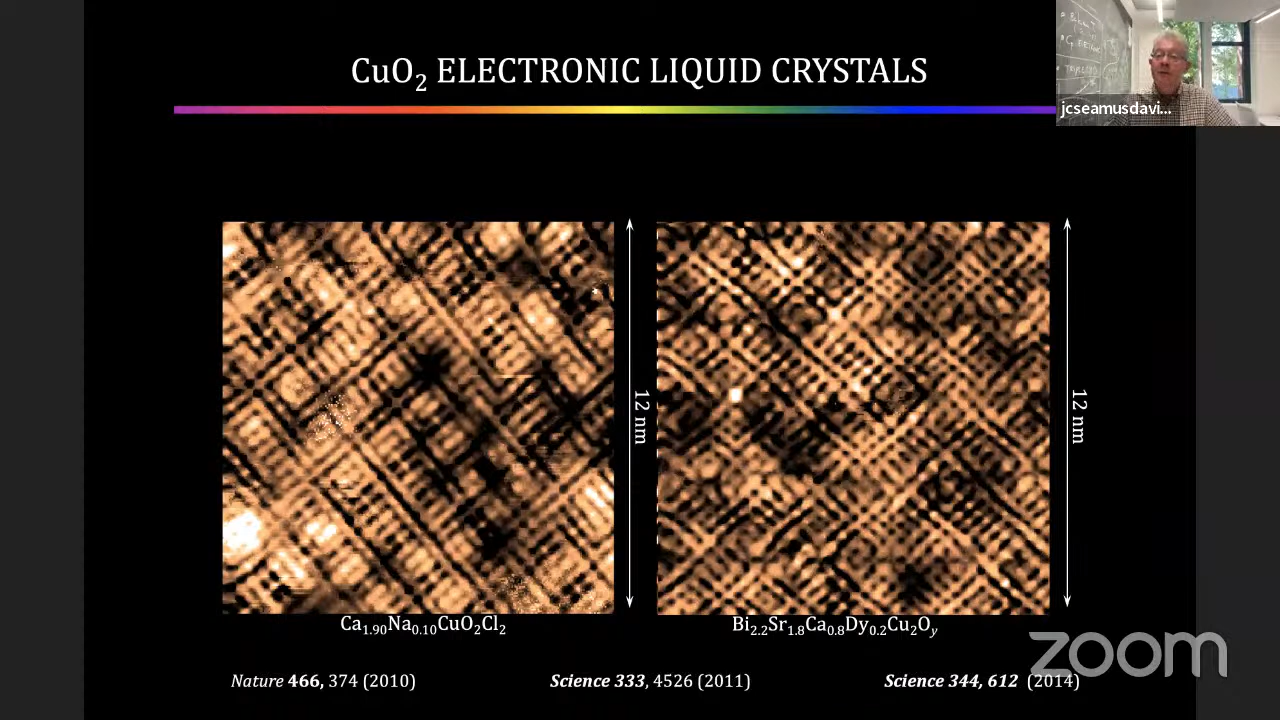 CuO₂ ELECTRONIC LIQUID CRYSTALS
jcseamusdavi...
12 nm
12 nm
Ca₁.₉₀Na₀.₁₀CuO₂Cl₂
Bi₂.₂Sr₁.₈Ca₀.₈Dy₀.₂Cu₂Oy
Nature 466, 374 (2010)
Science 333, 4526 (2011)
Science 344, 612 (2014)
zoom